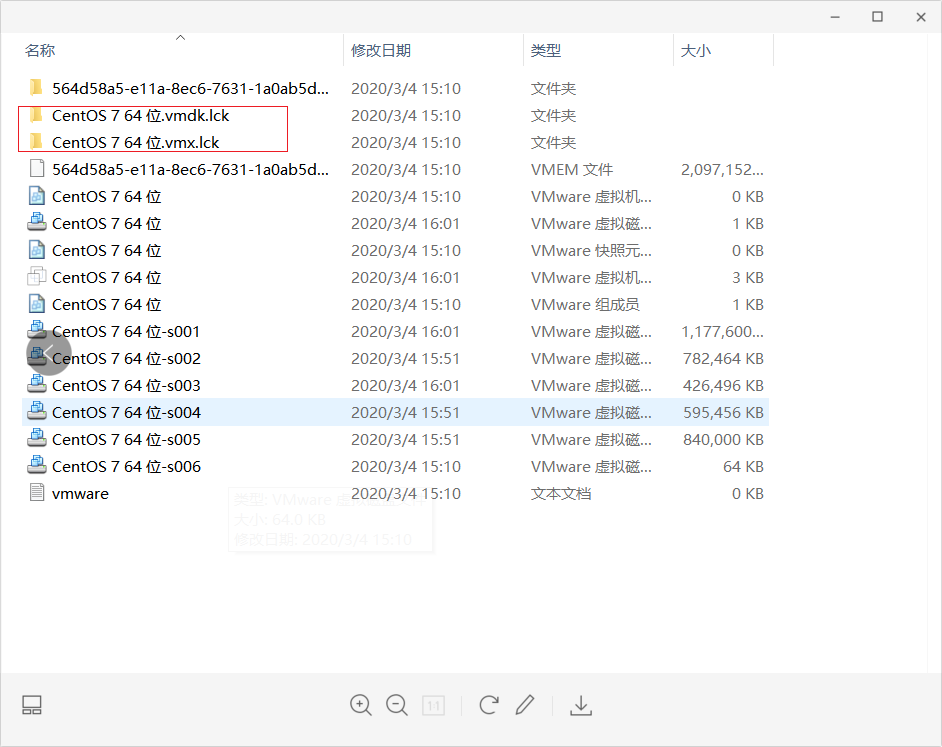 名称 修改日期 类型 大小
564d58a5-e11a-8ec6-7631-1a0ab5d... 2020/3/4 15:10 文件夹
CentOS 7 64 位.vmdk.lck 2020/3/4 15:10 文件夹
CentOS 7 64 位.vmx.lck 2020/3/4 15:10 文件夹
564d58a5-e11a-8ec6-7631-1a0ab5d... 2020/3/4 15:10 VMEM 文件 2,097,152...
CentOS 7 64 位 2020/3/4 15:10 VMware 虚拟机... 0 KB
CentOS 7 64 位 2020/3/4 16:01 VMware 虚拟磁... 1 KB
CentOS 7 64 位 2020/3/4 15:10 VMware 快照元... 0 KB
CentOS 7 64 位 2020/3/4 16:01 VMware 虚拟机... 3 KB
CentOS 7 64 位 2020/3/4 15:10 VMware 组成员 1 KB
CentOS 7 64 位-s001 2020/3/4 16:01 VMware 虚拟磁... 1,177,600...
CentOS 7 64 位-s002 2020/3/4 15:51 VMware 虚拟磁... 782,464 KB
CentOS 7 64 位-s003 2020/3/4 16:01 VMware 虚拟磁... 426,496 KB
CentOS 7 64 位-s004 2020/3/4 15:51 VMware 虚拟磁... 595,456 KB
CentOS 7 64 位-s005 2020/3/4 15:51 VMware 虚拟磁... 840,000 KB
CentOS 7 64 位-s006 2020/3/4 15:10 VMware 虚拟磁... 64 KB
vmware 2020/3/4 15:10 文本文档 0 KB
类型: VMware
大小: 64.0 KB
修改日期: 2020/3/4 15:10
1:1